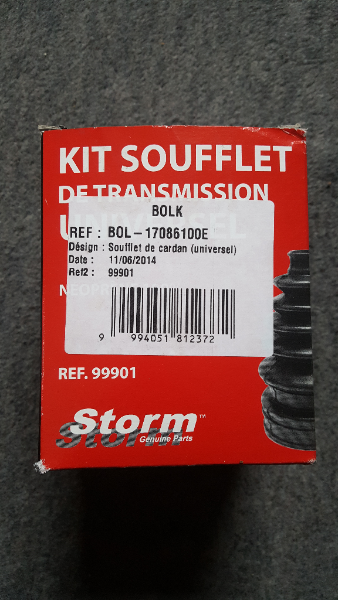 KIT SOUFFLET
DE TRANSMISSION
BOLK
REF : BOL-17086100E
Désign : Soufflet de cardan (universel)
Date : 11/06/2014
Ref2 : 99901
9 994051 812372
REF. 99901
Storm™
Genuine Parts